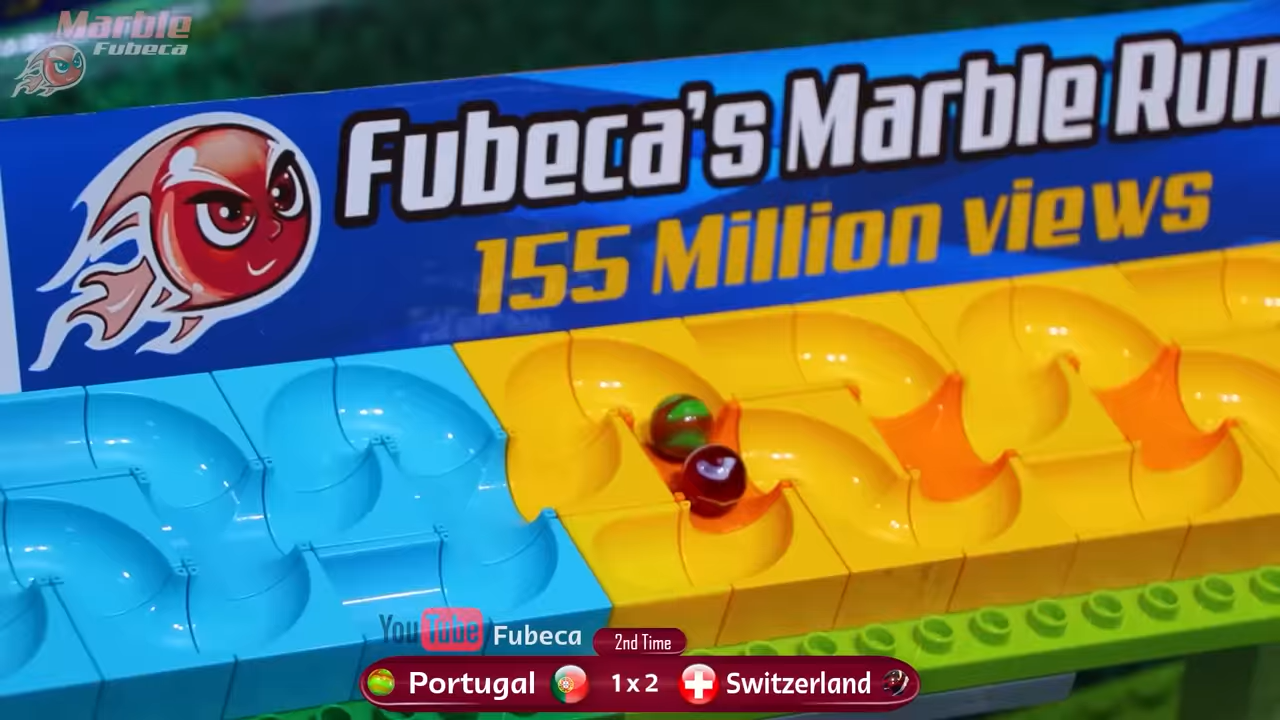 Marble
Fubeca
Fubeca's Marble Run
155 Million views
YouTube Fubeca
2nd Time
Portugal 1 x 2 Switzerland